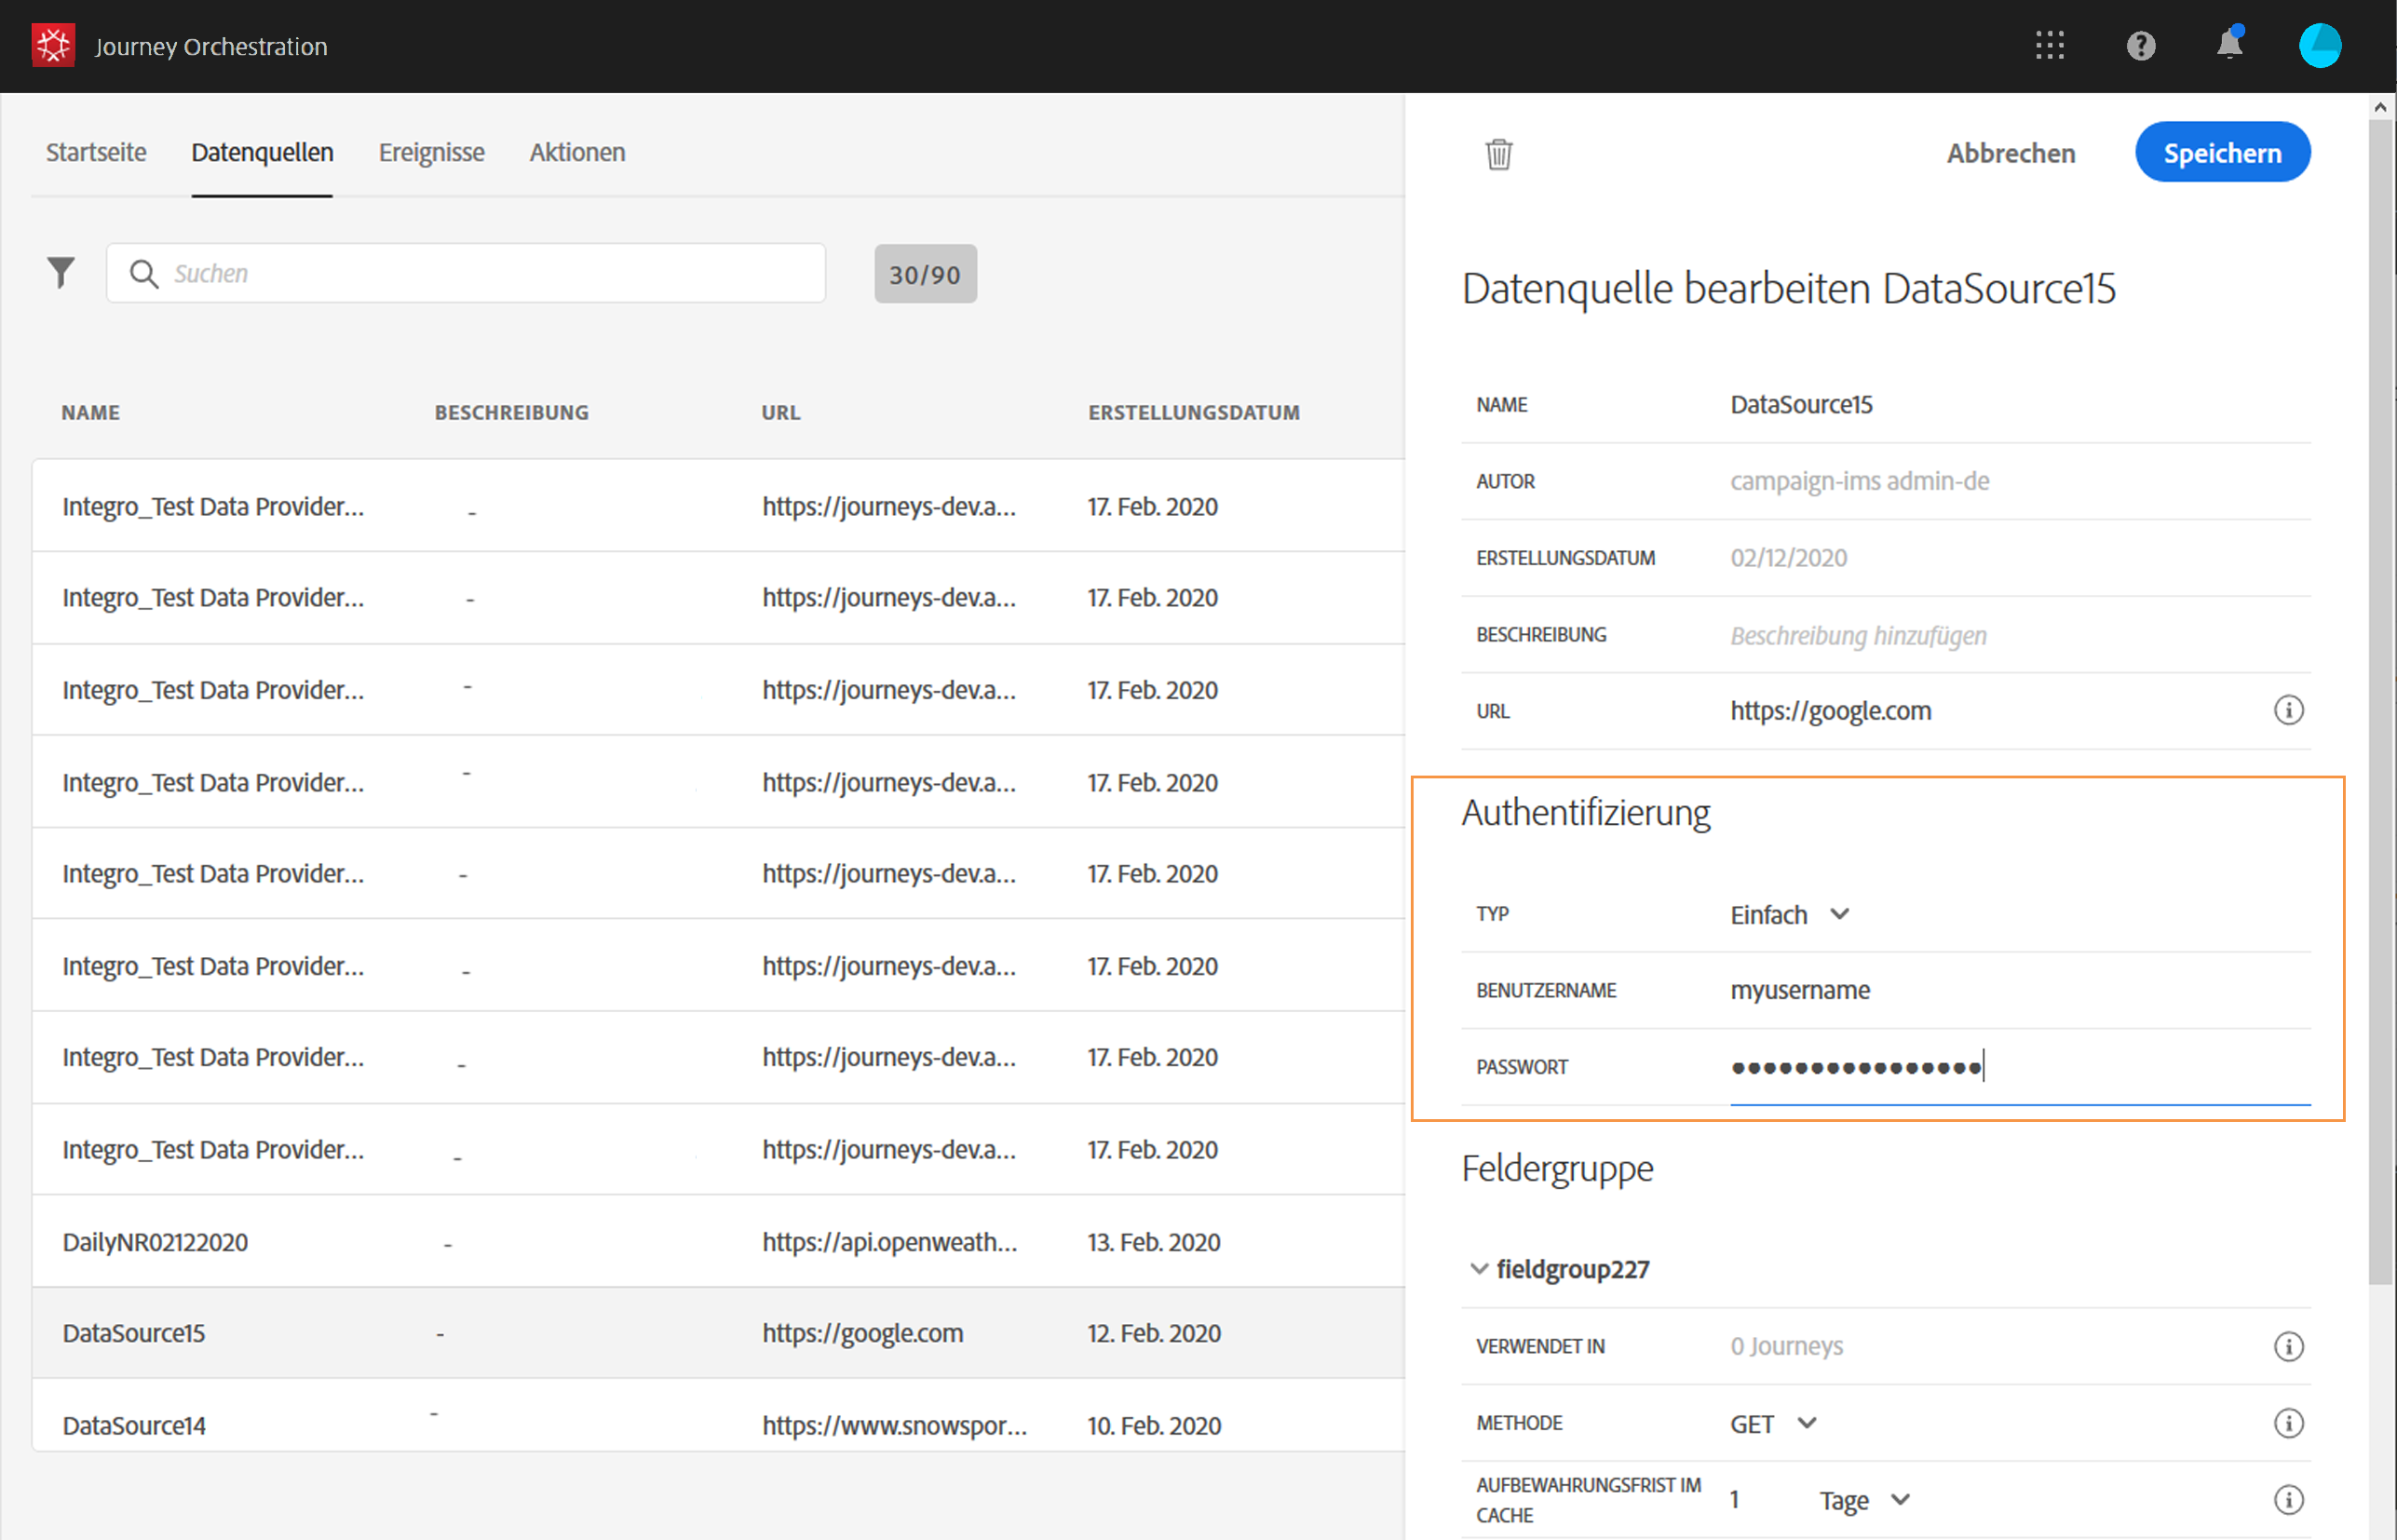 Journey Orchestration
Startseite Datenquellen Ereignisse Aktionen
Suchen 30/90
NAME BESCHREIBUNG URL ERSTELLUNGSDATUM
Integro_Test Data Provider... - https://journeys-dev.a... 17. Feb. 2020
Integro_Test Data Provider... - https://journeys-dev.a... 17. Feb. 2020
Integro_Test Data Provider... - https://journeys-dev.a... 17. Feb. 2020
Integro_Test Data Provider... - https://journeys-dev.a... 17. Feb. 2020
Integro_Test Data Provider... - https://journeys-dev.a... 17. Feb. 2020
Integro_Test Data Provider... - https://journeys-dev.a... 17. Feb. 2020
Integro_Test Data Provider... - https://journeys-dev.a... 17. Feb. 2020
Integro_Test Data Provider... - https://journeys-dev.a... 17. Feb. 2020
DailyNR02122020 - https://api.openweath... 13. Feb. 2020
DataSource15 - https://google.com 12. Feb. 2020
DataSource14 - https://www.snowspor... 10. Feb. 2020
Abbrechen Speichern
Datenquelle bearbeiten DataSource15
NAME DataSource15
AUTOR campaign-ims admin-de
ERSTELLUNGSDATUM 02/12/2020
BESCHREIBUNG Beschreibung hinzufügen
URL https://google.com
Authentifizierung
TYP Einfach
BENUTZERNAME myusername
PASSWORT ••••••••••••••••
Feldergruppe
fieldgroup227
VERWENDET IN 0 Journeys
METHODE GET
AUFBEWAHRUNGSFRIST IM
CACHE 1 Tage